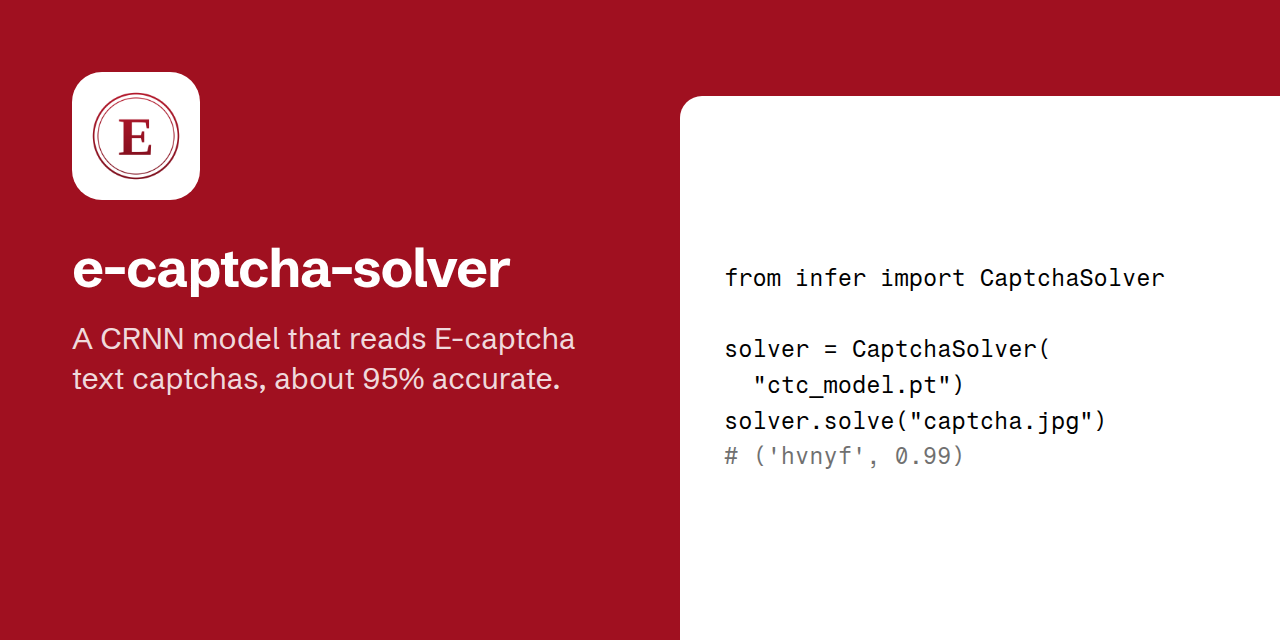 E
e-captcha-solver
A CRNN model that reads E-captcha
text captchas, about 95% accurate.
from infer import CaptchaSolver
solver = CaptchaSolver(
  "ctc_model.pt")
solver.solve("captcha.jpg")
# ('hvnyf', 0.99)